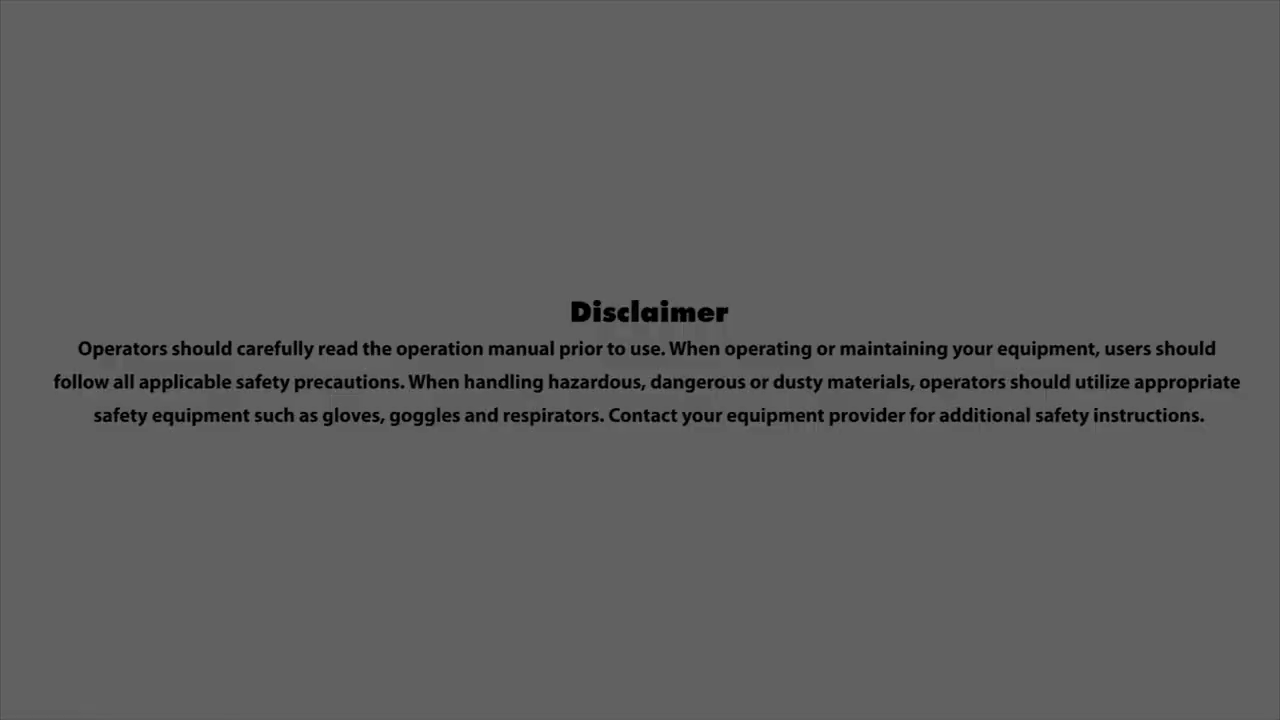 Disclaimer
Operators should carefully read the operation manual prior to use. When operating or maintaining your equipment, users should
follow all applicable safety precautions. When handling hazardous, dangerous or dusty materials, operators should utilize appropriate
safety equipment such as gloves, goggles and respirators. Contact your equipment provider for additional safety instructions.